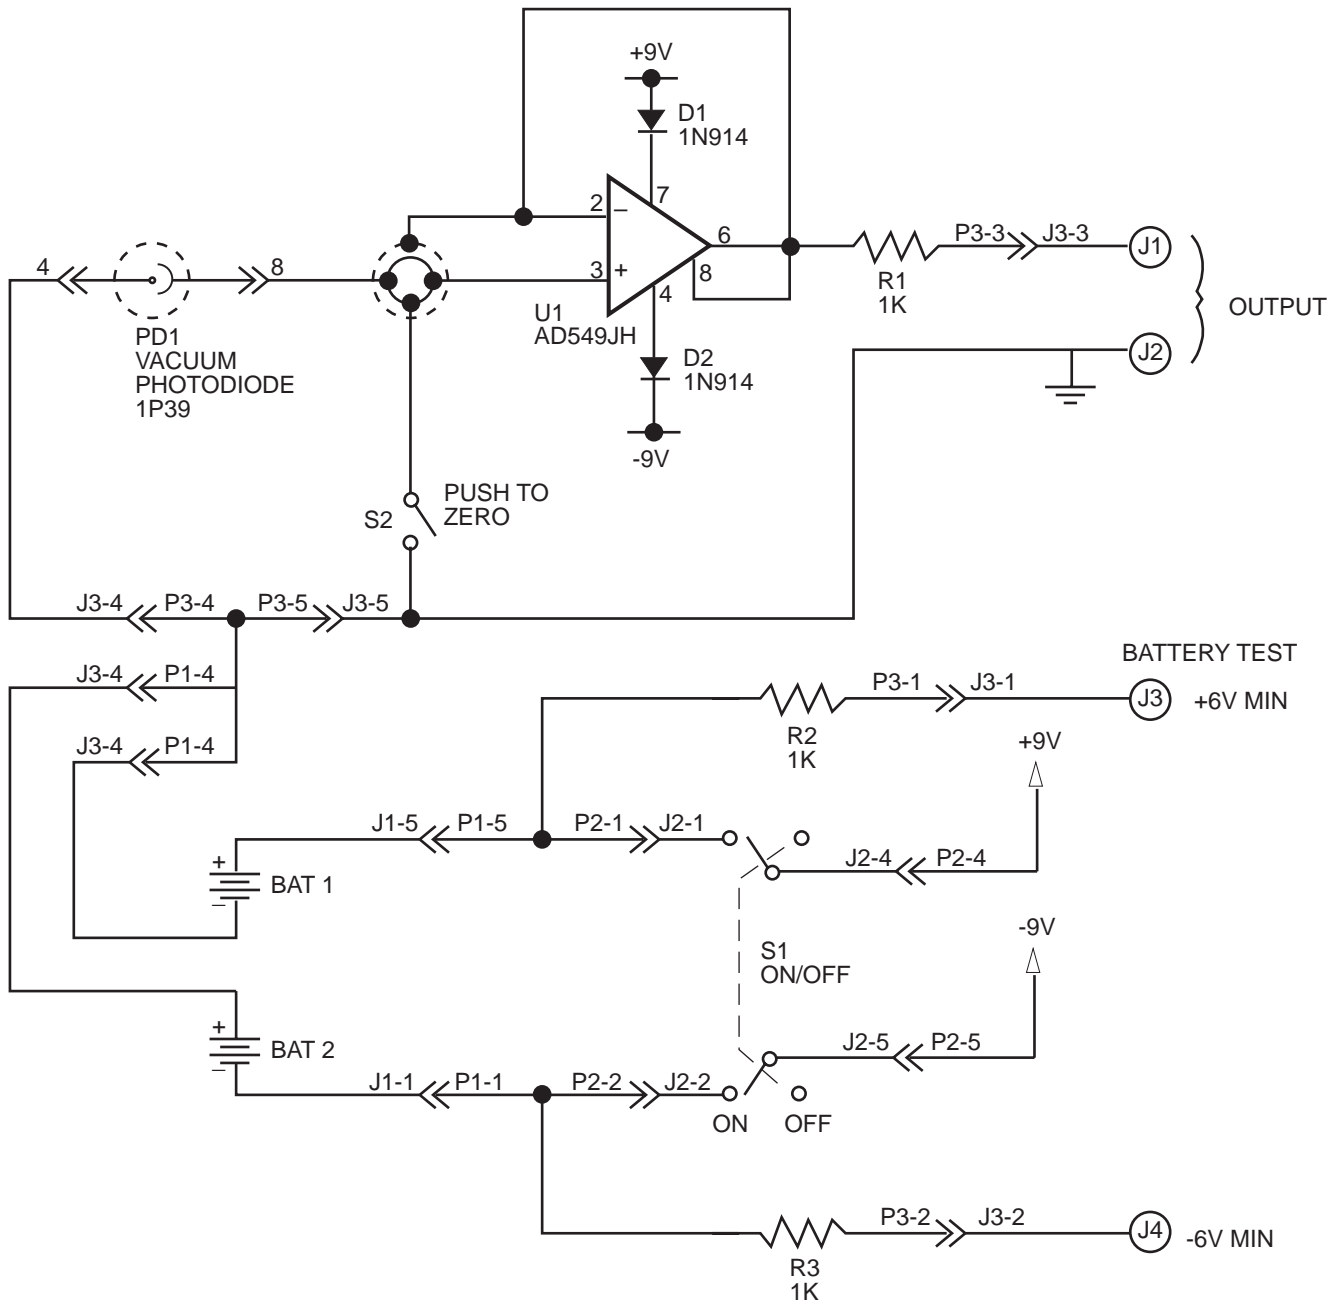 +9V
D1
1N914
2
–
7
6
3
+
8
4
U1
AD549JH
D2
1N914
-9V
4
8
PD1
VACUUM
PHOTODIODE
1P39
R1
1K
P3-3
J3-3
J1
OUTPUT
J2
S2
PUSH TO
ZERO
J3-4
P3-4
P3-5
J3-5
J3-4
P1-4
J3-4
P1-4
BATTERY TEST
P3-1
J3-1
J3
+6V MIN
R2
1K
+9V
J1-5
P1-5
P2-1
J2-1
J2-4
P2-4
+
–
BAT 1
-9V
S1
ON/OFF
+
–
BAT 2
J2-5
P2-5
J1-1
P1-1
P2-2
J2-2
ON
OFF
P3-2
J3-2
J4
-6V MIN
R3
1K